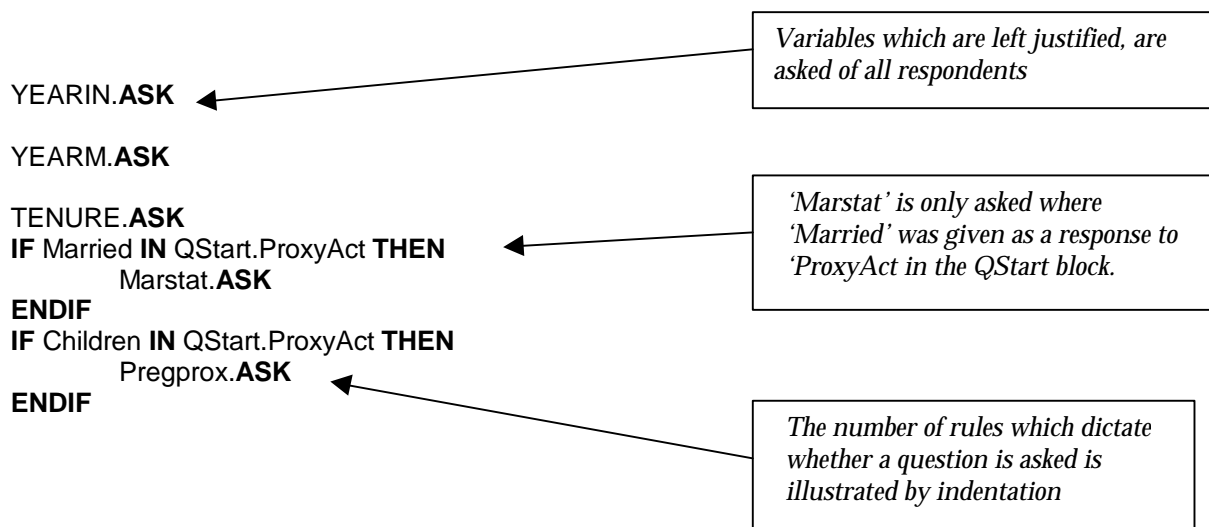 Variables which are left justified, are
asked of all respondents
YEARIN.ASK
YEARM.ASK
TENURE.ASK
IF Married IN QStart.ProxyAct THEN
Marstat.ASK
ENDIF
IF Children IN QStart.ProxyAct THEN
Pregprox.ASK
ENDIF
‘Marstat’ is only asked where
‘Married’ was given as a response to
‘ProxyAct in the QStart block.
The number of rules which dictate
whether a question is asked is
illustrated by indentation